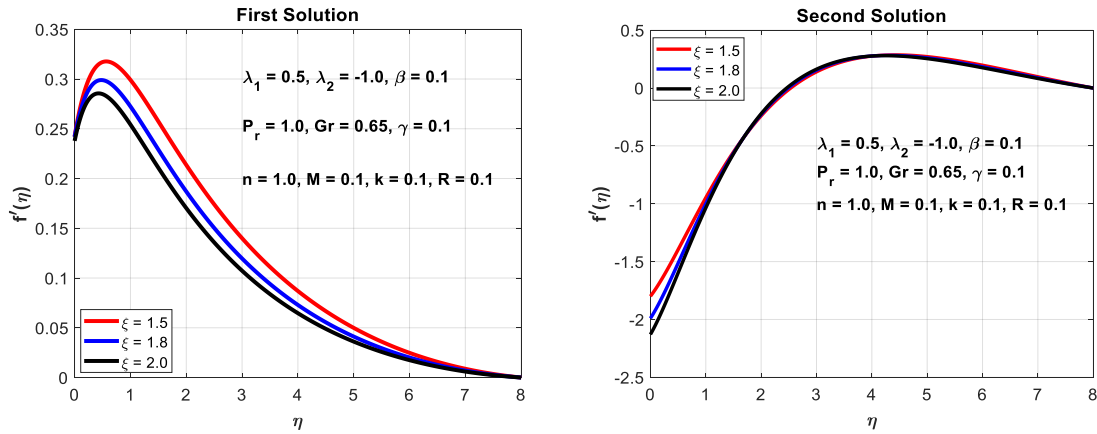 First Solution
f'(η)
0.35
0.3
0.25
0.2
0.15
0.1
0.05
0
λ₁ = 0.5, λ₂ = -1.0, β = 0.1
Pᵣ = 1.0, Gr = 0.65, γ = 0.1
n = 1.0, M = 0.1, k = 0.1, R = 0.1
ξ = 1.5
ξ = 1.8
ξ = 2.0
0 1 2 3 4 5 6 7 8
η
Second Solution
f'(η)
0.5
0
-0.5
-1
-1.5
-2
-2.5
ξ = 1.5
ξ = 1.8
ξ = 2.0
λ₁ = 0.5, λ₂ = -1.0, β = 0.1
Pᵣ = 1.0, Gr = 0.65, γ = 0.1
n = 1.0, M = 0.1, k = 0.1, R = 0.1
0 1 2 3 4 5 6 7 8
η